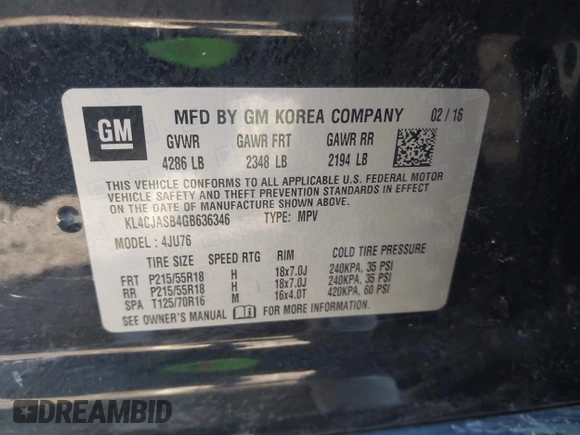 GM
MFD BY GM KOREA COMPANY 02/16
GVWR GAWR FRT GAWR RR
4286 LB 2348 LB 2194 LB
THIS VEHICLE CONFORMS TO ALL APPLICABLE U.S. FEDERAL MOTOR
VEHICLE SAFETY AND THEFT PREVENTION STANDARDS IN EFFECT ON
THE DATE OF MANUFACTURE SHOWN ABOVE.
KL4CJASB4GB636346 TYPE: MPV
MODEL: 4JU76
TIRE SIZE SPEED RTG RIM COLD TIRE PRESSURE
FRT P215/55R18 H 18x7.0J 240KPA, 35 PSI
RR P215/55R18 H 18x7.0J 240KPA, 35 PSI
SPA T125/70R16 M 16x4.0T 420KPA, 60 PSI
SEE OWNER'S MANUAL FOR MORE INFORMATION.
DREAMBID